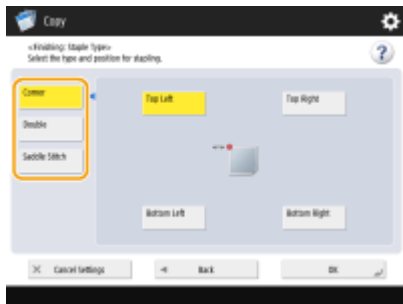 Copy
<Finishing: Staple Type>
Select the type and position for stapling.
?
Corner
Top Left
Top Right
Double
Saddle Stitch
Bottom Left
Bottom Right
Cancel Settings
Back
OK